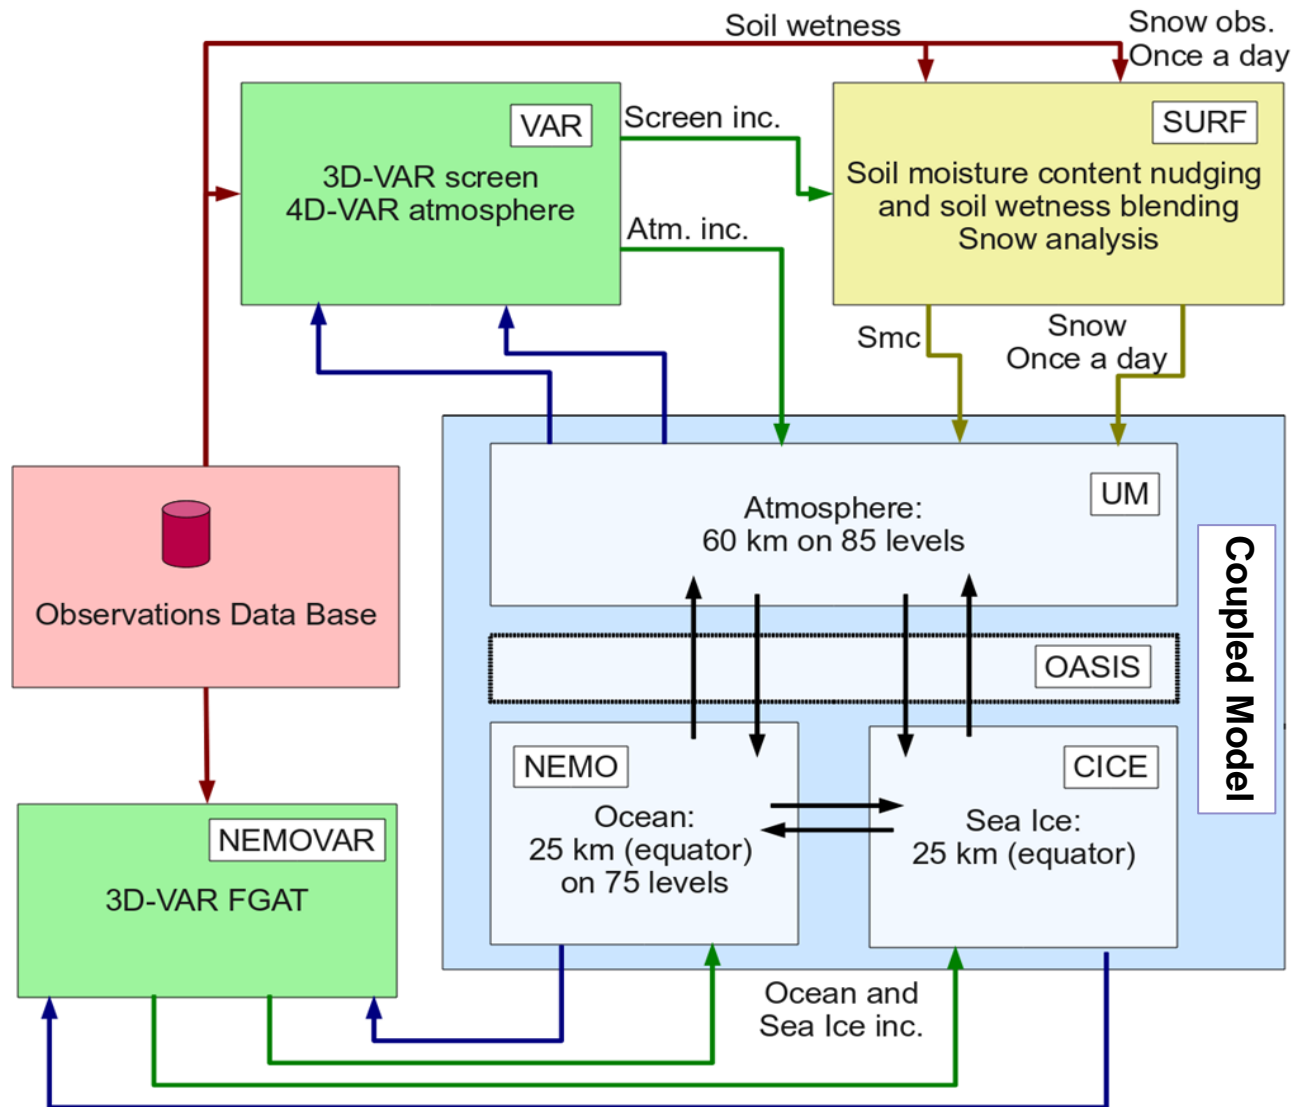 Soil wetness
Snow obs.
Once a day
VAR
3D-VAR screen
4D-VAR atmosphere
Screen inc.
Atm. inc.
SURF
Soil moisture content nudging
and soil wetness blending
Snow analysis
Smc
Snow
Once a day
Observations Data Base
UM
Atmosphere:
60 km on 85 levels
OASIS
Coupled Model
NEMO
Ocean:
25 km (equator)
on 75 levels
CICE
Sea Ice:
25 km (equator)
NEMOVAR
3D-VAR FGAT
Ocean and
Sea Ice inc.